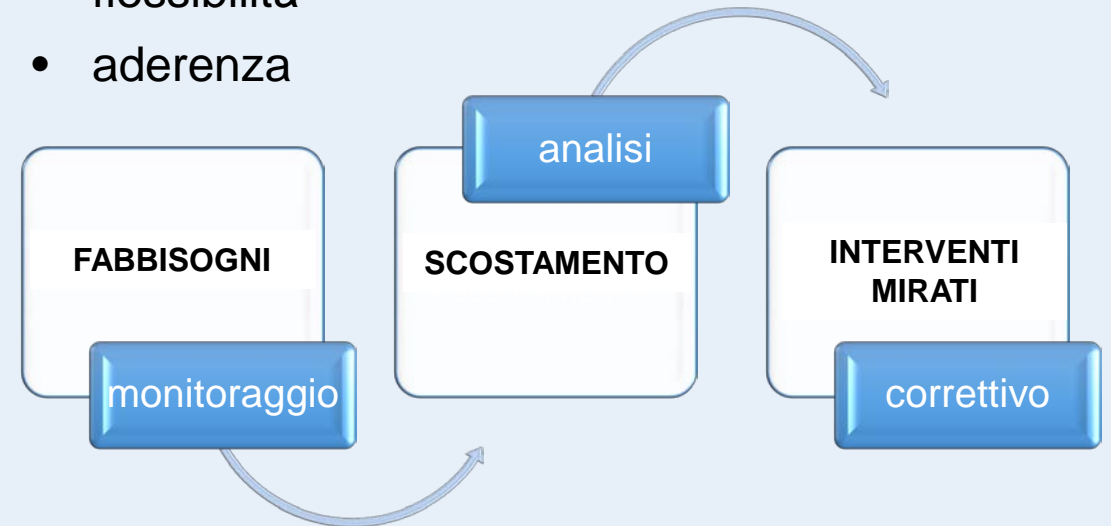 • aderenza
analisi
FABBISOGNI
SCOSTAMENTO
INTERVENTI
MIRATI
monitoraggio
correttivo